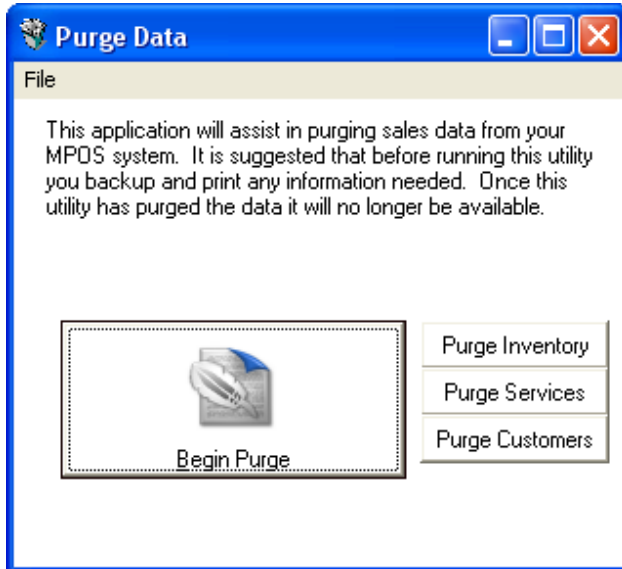 Purge Data
File
This application will assist in purging sales data from your
MPOS system.  It is suggested that before running this utility
you backup and print any information needed.  Once this
utility has purged the data it will no longer be available.
Begin Purge
Purge Inventory
Purge Services
Purge Customers